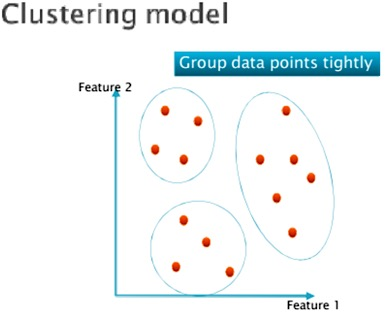 Clustering model
Group data points tightly
Feature 2
Feature 1